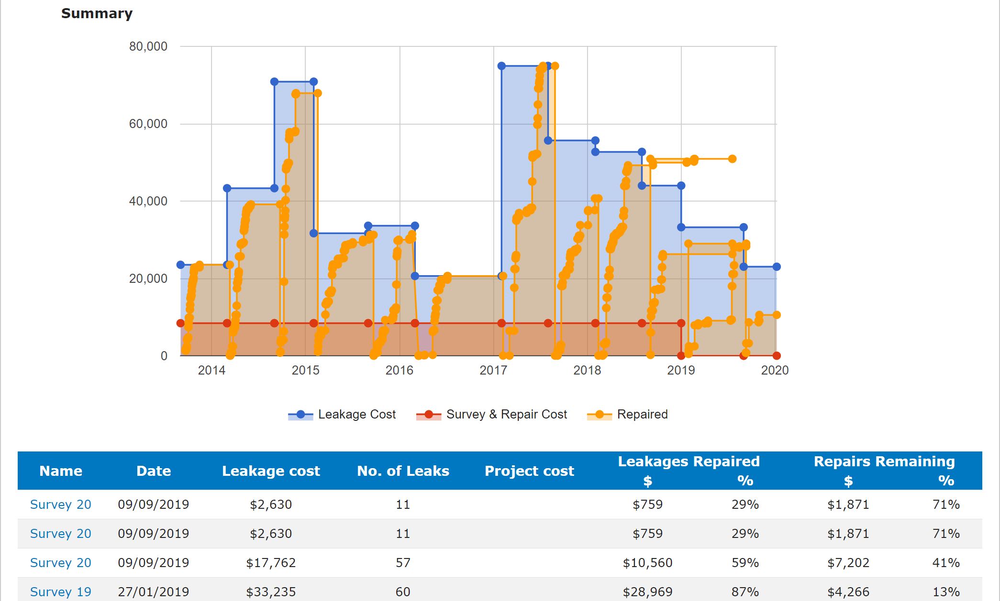 Summary
80,000
60,000
40,000
20,000
0
2014 2015 2016 2017 2018 2019 2020
Leakage Cost Survey & Repair Cost Repaired
Name Date Leakage cost No. of Leaks Project cost Leakages Repaired $ % Repairs Remaining $ %
Survey 20 09/09/2019 $2,630 11 $759 29% $1,871 71%
Survey 20 09/09/2019 $2,630 11 $759 29% $1,871 71%
Survey 20 09/09/2019 $17,762 57 $10,560 59% $7,202 41%
Survey 19 27/01/2019 $33,235 60 $28,969 87% $4,266 13%